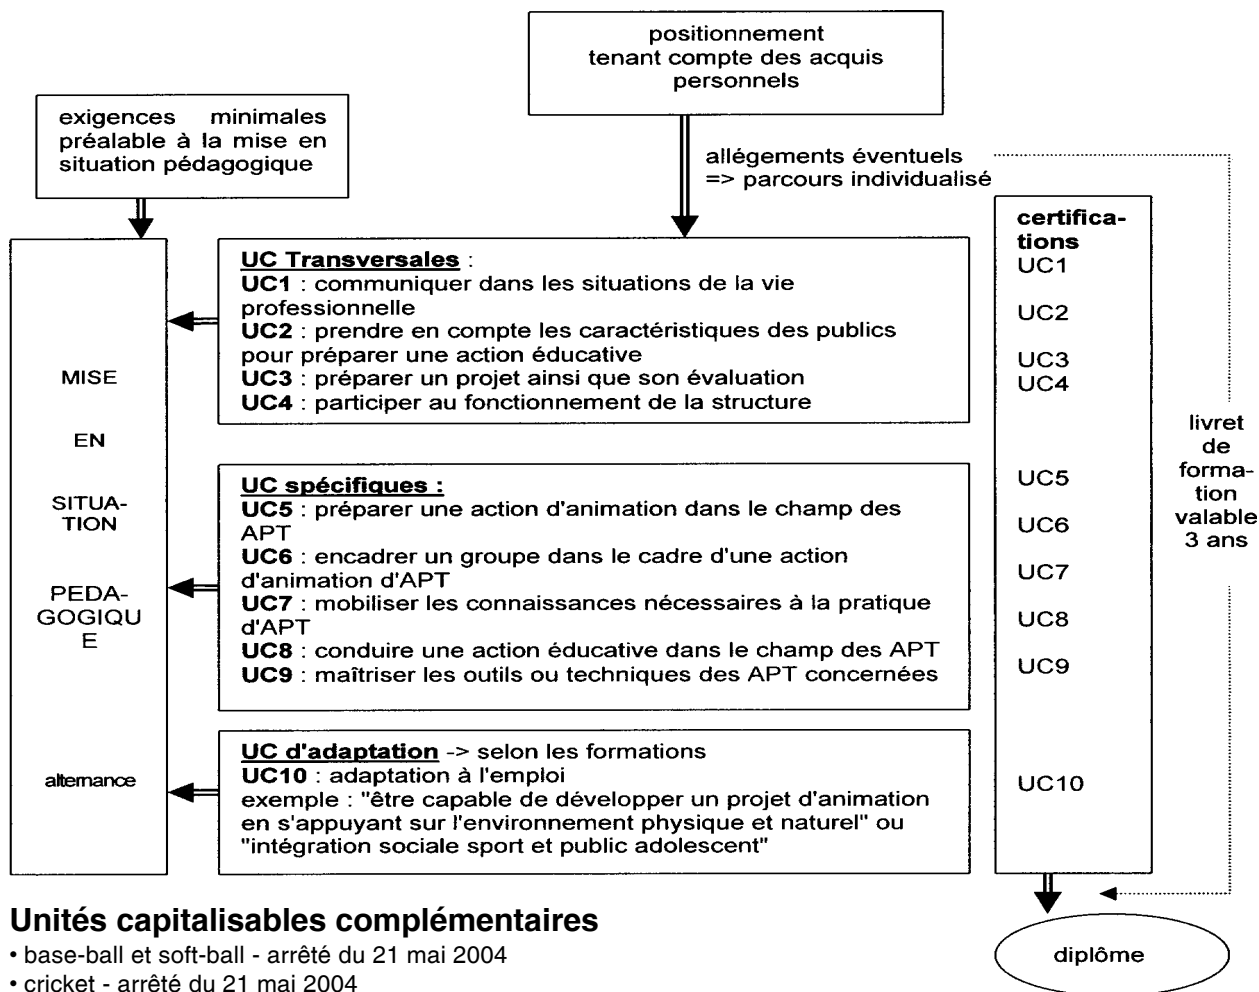 positionnement
tenant compte des acquis
personnels
exigences minimales
préalable à la mise en
situation pédagogique
allégements éventuels
=> parcours individualisé
MISE
EN
SITUA-
TION
PEDA-
GOGIQU
E
alternance
UC Transversales :
UC1 : communiquer dans les situations de la vie
professionnelle
UC2 : prendre en compte les caractéristiques des publics
pour préparer une action éducative
UC3 : préparer un projet ainsi que son évaluation
UC4 : participer au fonctionnement de la structure
UC spécifiques :
UC5 : préparer une action d'animation dans le champ des
APT
UC6 : encadrer un groupe dans le cadre d'une action
d'animation d'APT
UC7 : mobiliser les connaissances nécessaires à la pratique
d'APT
UC8 : conduire une action éducative dans le champ des APT
UC9 : maîtriser les outils ou techniques des APT concernées
UC d'adaptation -> selon les formations
UC10 : adaptation à l'emploi
exemple : "être capable de développer un projet d'animation
en s'appuyant sur l'environnement physique et naturel" ou
"intégration sociale sport et public adolescent"
certifica-
tions
UC1
UC2
UC3
UC4
UC5
UC6
UC7
UC8
UC9
UC10
livret
de
forma-
tion
valable
3 ans
diplôme
Unités capitalisables complémentaires
• base-ball et soft-ball - arrêté du 21 mai 2004
• cricket - arrêté du 21 mai 2004